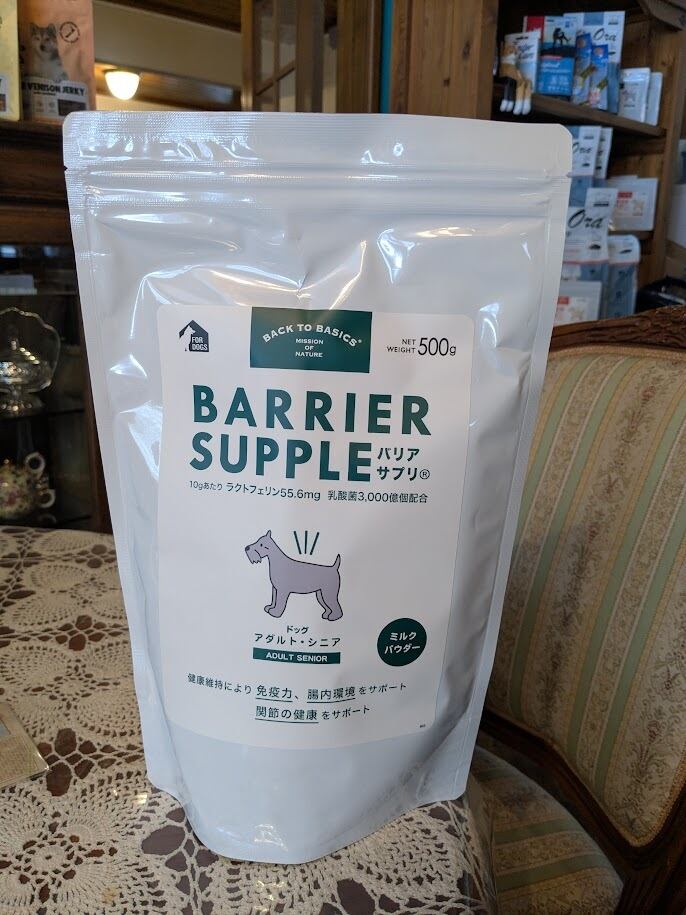 VENISON JERKY
Ora
Ora
Ora
FOR
DOGS
BACK TO BASICS®
MISSION
OF
NATURE
NET
WEIGHT 500g
BARRIER
SUPPLE バリア
サプリ®
10gあたり ラクトフェリン55.6mg 乳酸菌3,000億個配合
ドッグ
アダルト・シニア
ADULT SENIOR
ミルク
パウダー
健康維持により 免疫力、腸内環境 をサポート
関節の健康 をサポート